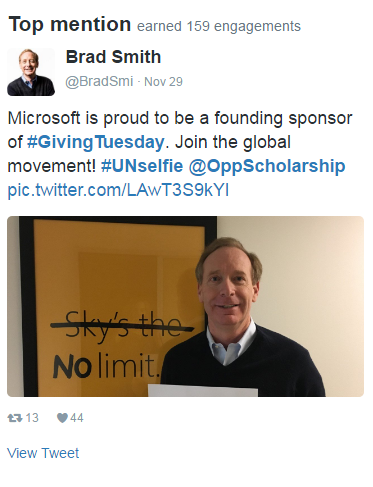 Top mention earned 159 engagements
Brad Smith
@BradSmi · Nov 29
Microsoft is proud to be a founding sponsor
of #GivingTuesday. Join the global
movement! #UNselfie @OppScholarship
pic.twitter.com/LAwT3S9kYI
Sky's the
NO limit.
13 44
View Tweet